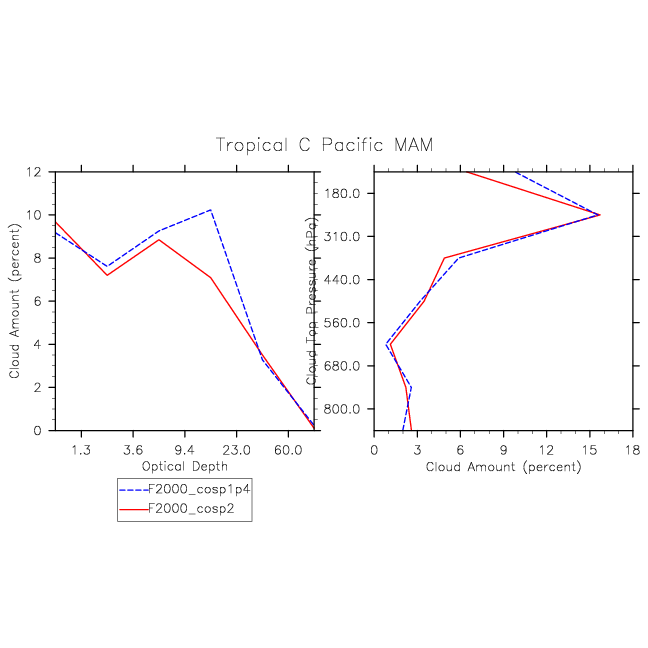 Tropical C Pacific MAM
Cloud Amount (percent)
12
10
8
6
4
2
0
1.3 3.6 9.4 23.0 60.0
Optical Depth
Cloud Top Pressure (hPa)
180.0
310.0
440.0
560.0
680.0
800.0
0 3 6 9 12 15 18
Cloud Amount (percent)
F2000_cosp1p4
F2000_cosp2